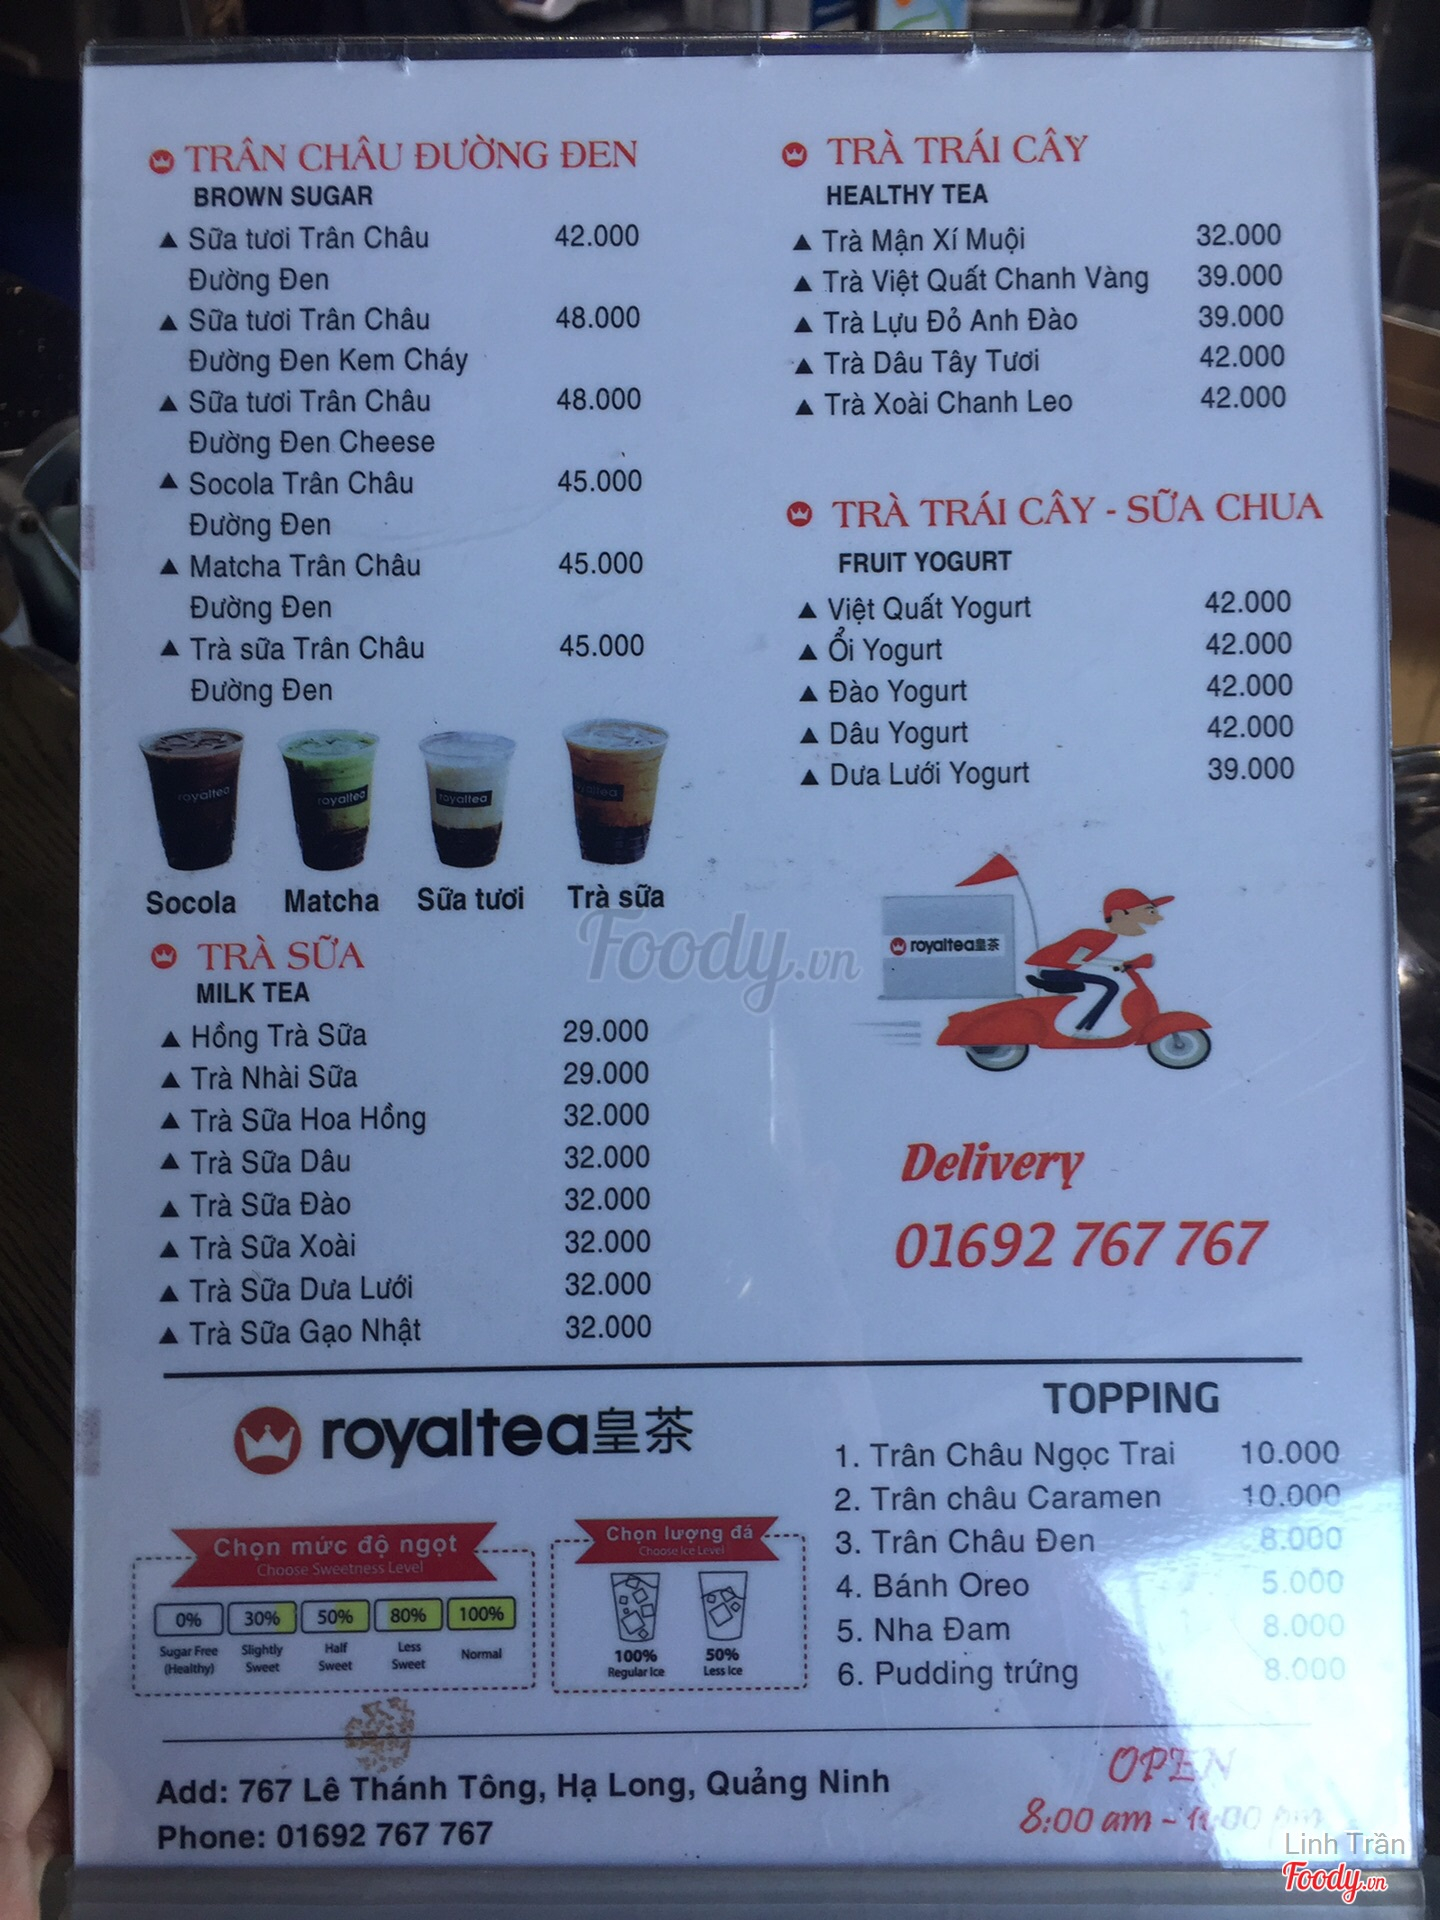 TRÂN CHÂU ĐƯỜNG ĐEN
BROWN SUGAR
▲ Sữa tươi Trân Châu 42.000
Đường Đen
▲ Sữa tươi Trân Châu 48.000
Đường Đen Kem Cháy
▲ Sữa tươi Trân Châu 48.000
Đường Đen Cheese
▲ Socola Trân Châu 45.000
Đường Đen
▲ Matcha Trân Châu 45.000
Đường Đen
▲ Trà sữa Trân Châu 45.000
Đường Đen
royaltea royaltea royaltea
Socola Matcha Sữa tươi Trà sữa
TRÀ SỮA
MILK TEA
▲ Hồng Trà Sữa 29.000
▲ Trà Nhài Sữa 29.000
▲ Trà Sữa Hoa Hồng 32.000
▲ Trà Sữa Dâu 32.000
▲ Trà Sữa Đào 32.000
▲ Trà Sữa Xoài 32.000
▲ Trà Sữa Dưa Lưới 32.000
▲ Trà Sữa Gạo Nhật 32.000
TRÀ TRÁI CÂY
HEALTHY TEA
▲ Trà Mận Xí Muội 32.000
▲ Trà Việt Quất Chanh Vàng 39.000
▲ Trà Lựu Đỏ Anh Đào 39.000
▲ Trà Dâu Tây Tươi 42.000
▲ Trà Xoài Chanh Leo 42.000
TRÀ TRÁI CÂY - SỮA CHUA
FRUIT YOGURT
▲ Việt Quất Yogurt 42.000
▲ Ổi Yogurt 42.000
▲ Đào Yogurt 42.000
▲ Dâu Yogurt 42.000
▲ Dưa Lưới Yogurt 39.000
Foody.vn
royaltea皇茶
Delivery
01692 767 767
royaltea皇茶
Chọn mức độ ngọt
Choose Sweetness Level
0% 30% 50% 80% 100%
Sugar Free Slightly Half Less Normal
(Healthy) Sweet Sweet Sweet
Chọn lượng đá
Choose Ice Level
100% 50%
Regular Ice Less Ice
TOPPING
1. Trân Châu Ngọc Trai 10.000
2. Trân châu Caramen 10.000
3. Trân Châu Đen 8.000
4. Bánh Oreo 5.000
5. Nha Đam 8.000
6. Pudding trứng 8.000
Add: 767 Lê Thánh Tông, Hạ Long, Quảng Ninh
Phone: 01692 767 767
OPEN
8:00 am ~
Linh Trần
Foody.vn